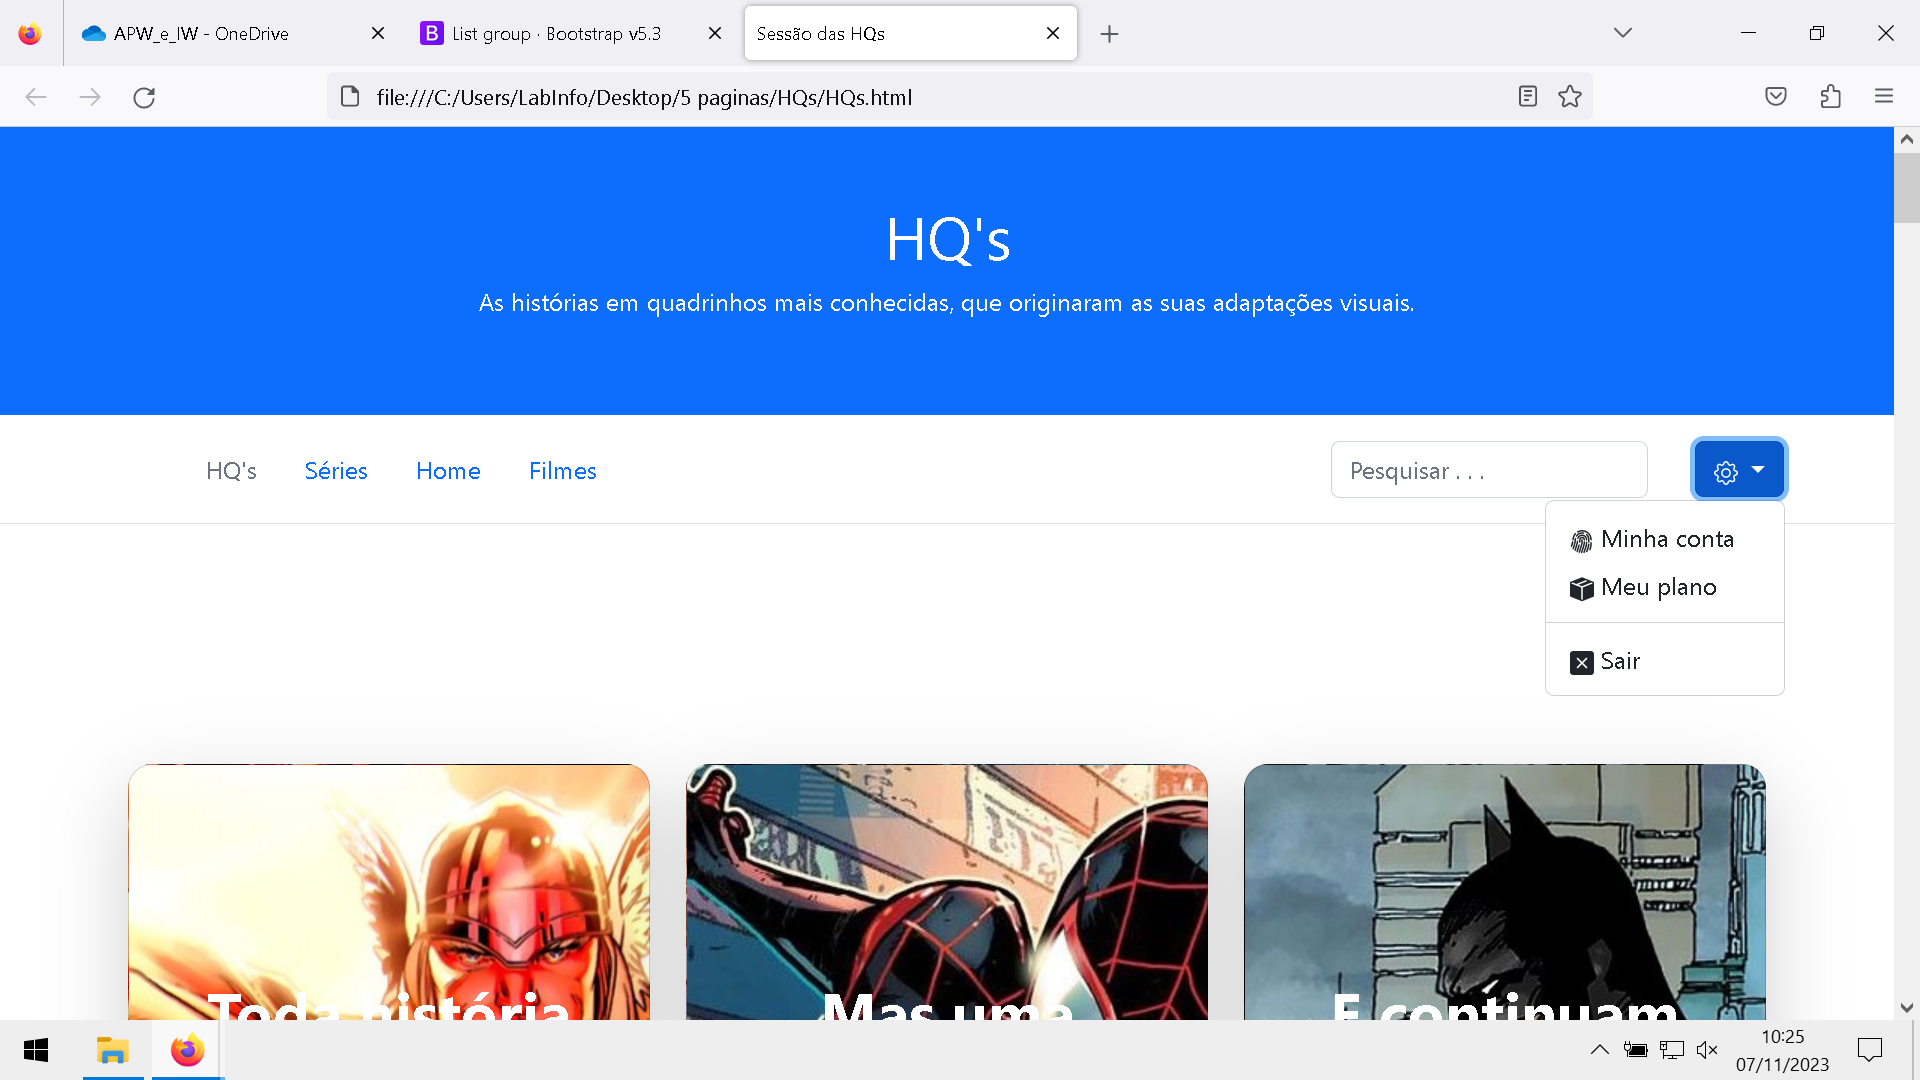 APW_e_IW - OneDrive
List group · Bootstrap v5.3
Sessão das HQs
file:///C:/Users/LabInfo/Desktop/5 paginas/HQs/HQs.html
HQ's
As histórias em quadrinhos mais conhecidas, que originaram as suas adaptações visuais.
HQ's Séries Home Filmes Pesquisar . . .
Minha conta
Meu plano
Sair
Toda história
Mas uma
E continuam
10:25
07/11/2023